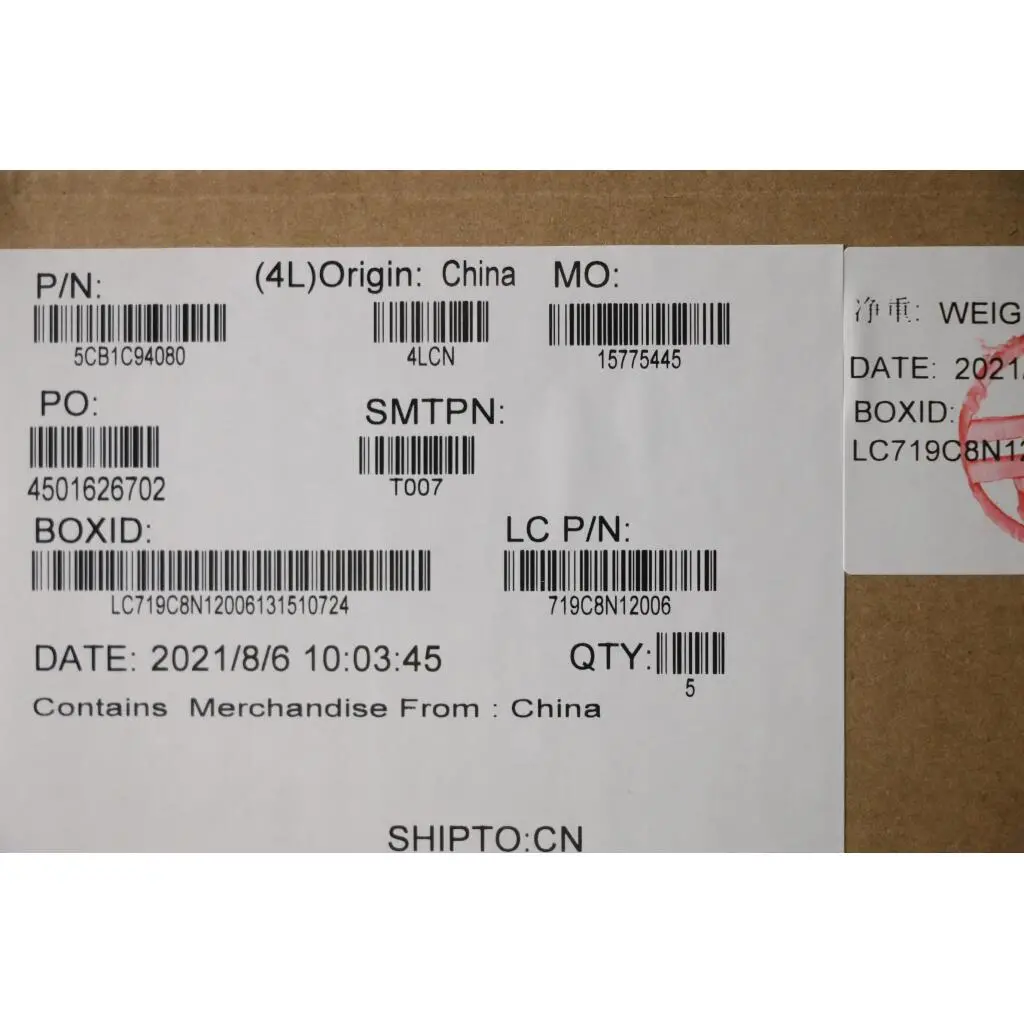 P/N:
(4L)Origin: China
MO:
5CB1C94080
4LCN
15775445
PO:
SMTPN:
4501626702
T007
BOXID:
LC P/N:
LC719C8N12006131510724
719C8N12006
DATE: 2021/8/6 10:03:45
QTY:
5
Contains Merchandise From : China
SHIPTO:CN
净重: WEIG
DATE: 2021/
BOXID:
LC719C8N12